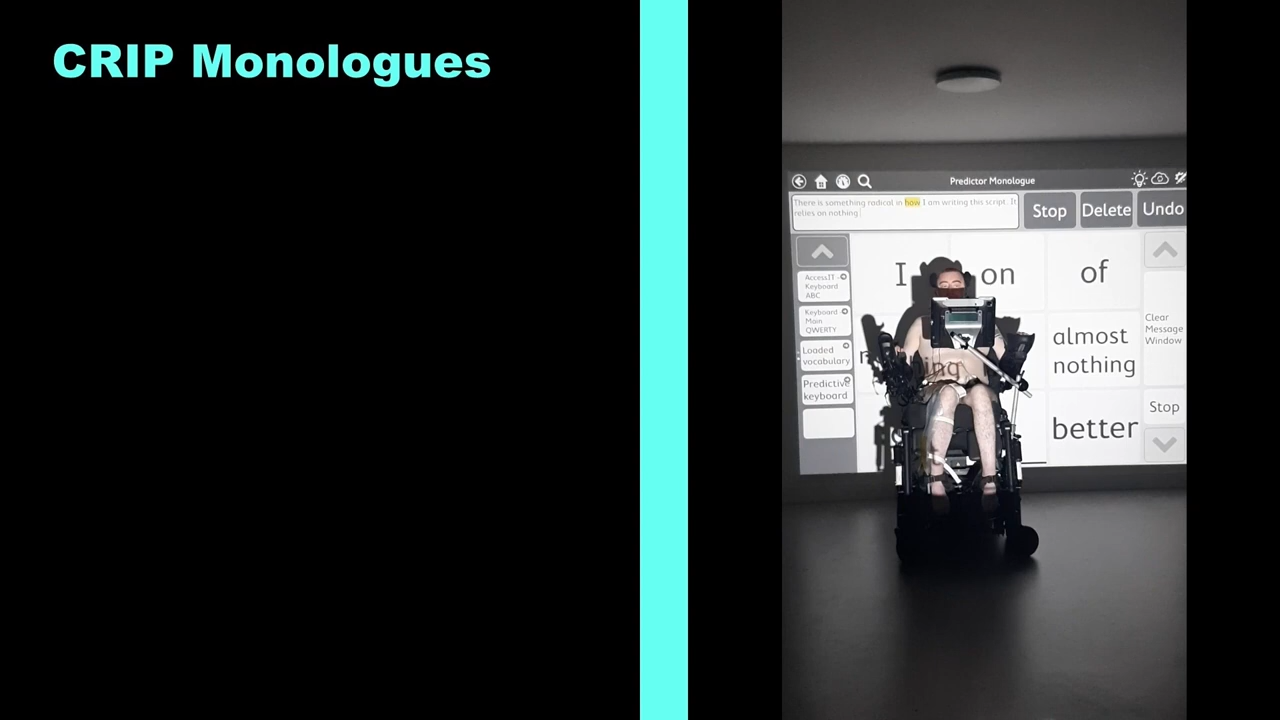 CRIP Monologues
Predictor Monologue
There is something radical in how I am writing this script. It
relies on nothing
Stop
Delete
Undo
AccessIT
Keyboard
ABC
I
on
of
Keyboard
Main
QWERTY
Clear
Message
Window
almost
nothing
Loaded
vocabulary
Predictive
keyboard
Stop
better